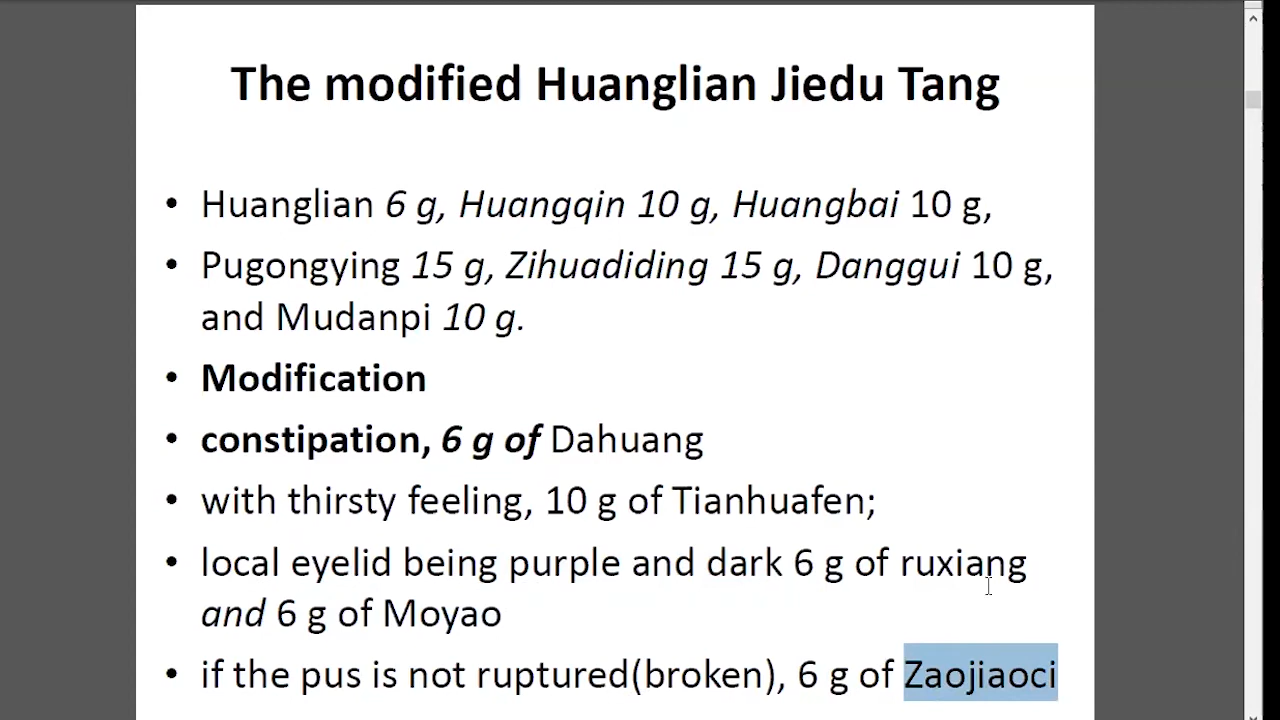 The modified Huanglian Jiedu Tang
• Huanglian 6 g, Huangqin 10 g, Huangbai 10 g,
• Pugongying 15 g, Zihuadiding 15 g, Danggui 10 g,
and Mudanpi 10 g.
• Modification
• constipation, 6 g of Dahuang
• with thirsty feeling, 10 g of Tianhuafen;
• local eyelid being purple and dark 6 g of ruxiang
and 6 g of Moyao
• if the pus is not ruptured(broken), 6 g of Zaojiaoci